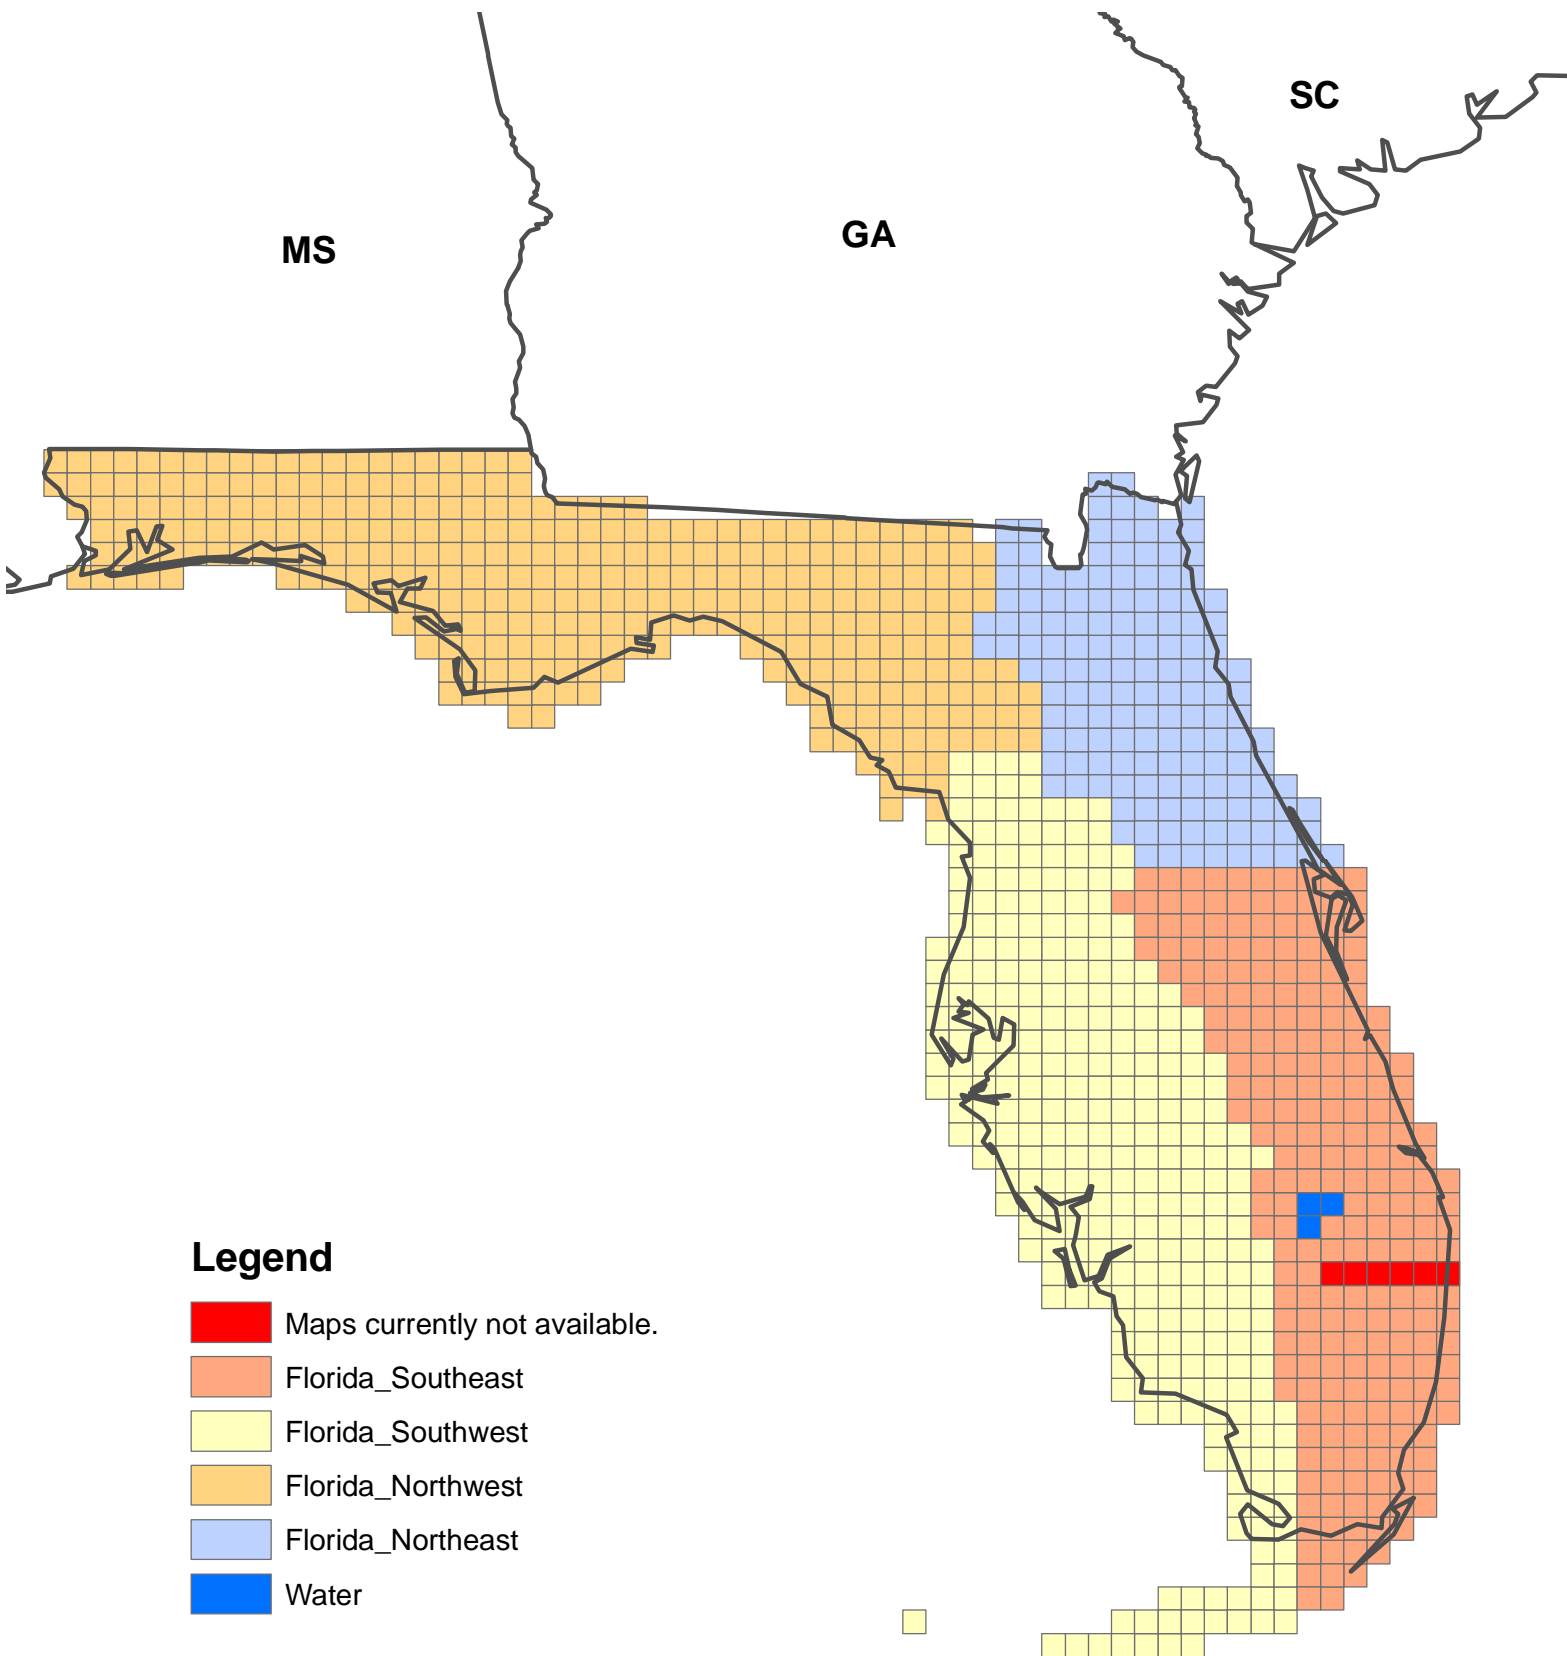 SC
GA
MS
Legend
Maps currently not available.
Florida_Southeast
Florida_Southwest
Florida_Northwest
Florida_Northeast
Water